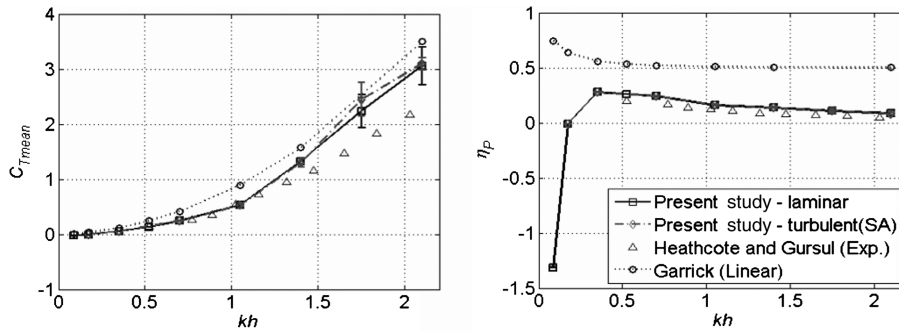 4
3
2
1
0
-1
C_Tmean
0
0.5
1
1.5
2
kh
1
0.5
0
-0.5
-1
-1.5
η_P
Present study - laminar
Present study - turbulent(SA)
Heathcote and Gursul (Exp.)
Garrick (Linear)
0
0.5
1
1.5
2
kh